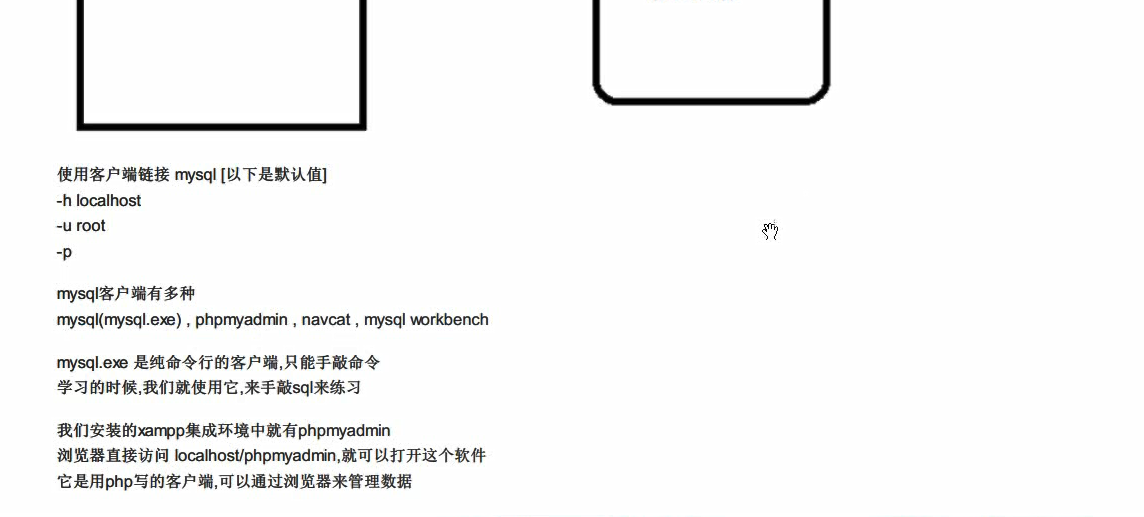 使用客户端链接 mysql [以下是默认值]
-h localhost
-u root
-p
mysql客户端有多种
mysql(mysql.exe) , phpmyadmin , navcat , mysql workbench
mysql.exe 是纯命令行的客户端,只能手敲命令
学习的时候,我们就使用它,来手敲sql来练习
我们安装的xampp集成环境中就有phpmyadmin
浏览器直接访问 localhost/phpmyadmin,就可以打开这个软件
它是用php写的客户端,可以通过浏览器来管理数据